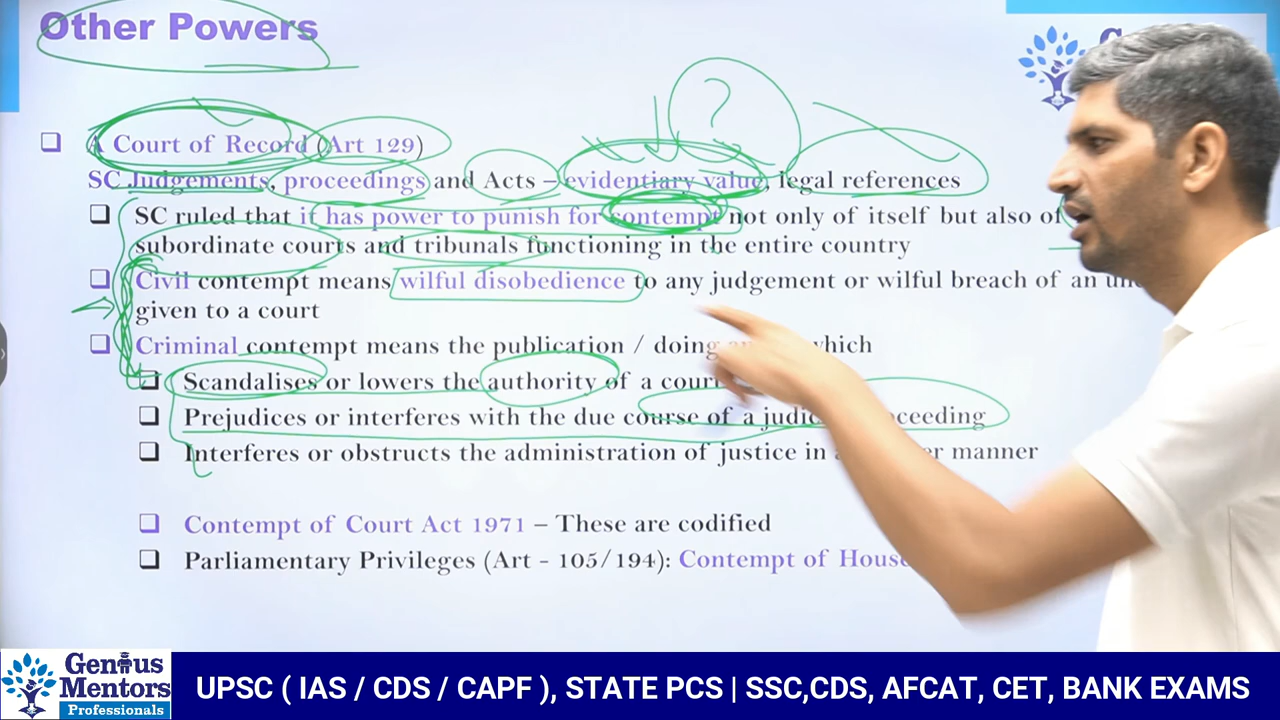 Other Powers
G
A Court of Record (Art 129)
SC Judgements, proceedings and Acts – evidentiary value, legal references
SC ruled that it has power to punish for contempt not only of itself but also of
subordinate courts and tribunals functioning in the entire country
Civil contempt means wilful disobedience to any judgement or wilful breach of an
given to a court
Criminal contempt means the publication / doing which
Scandalises or lowers the authority of a court
Prejudices or interferes with the due course of a judicial proceeding
Interferes or obstructs the administration of justice in manner
Contempt of Court Act 1971 – These are codified
Parliamentary Privileges (Art - 105/194): Contempt of House
?
Genius
Mentors
Professionals
UPSC ( IAS / CDS / CAPF ), STATE PCS | SSC,CDS, AFCAT, CET, BANK EXAMS